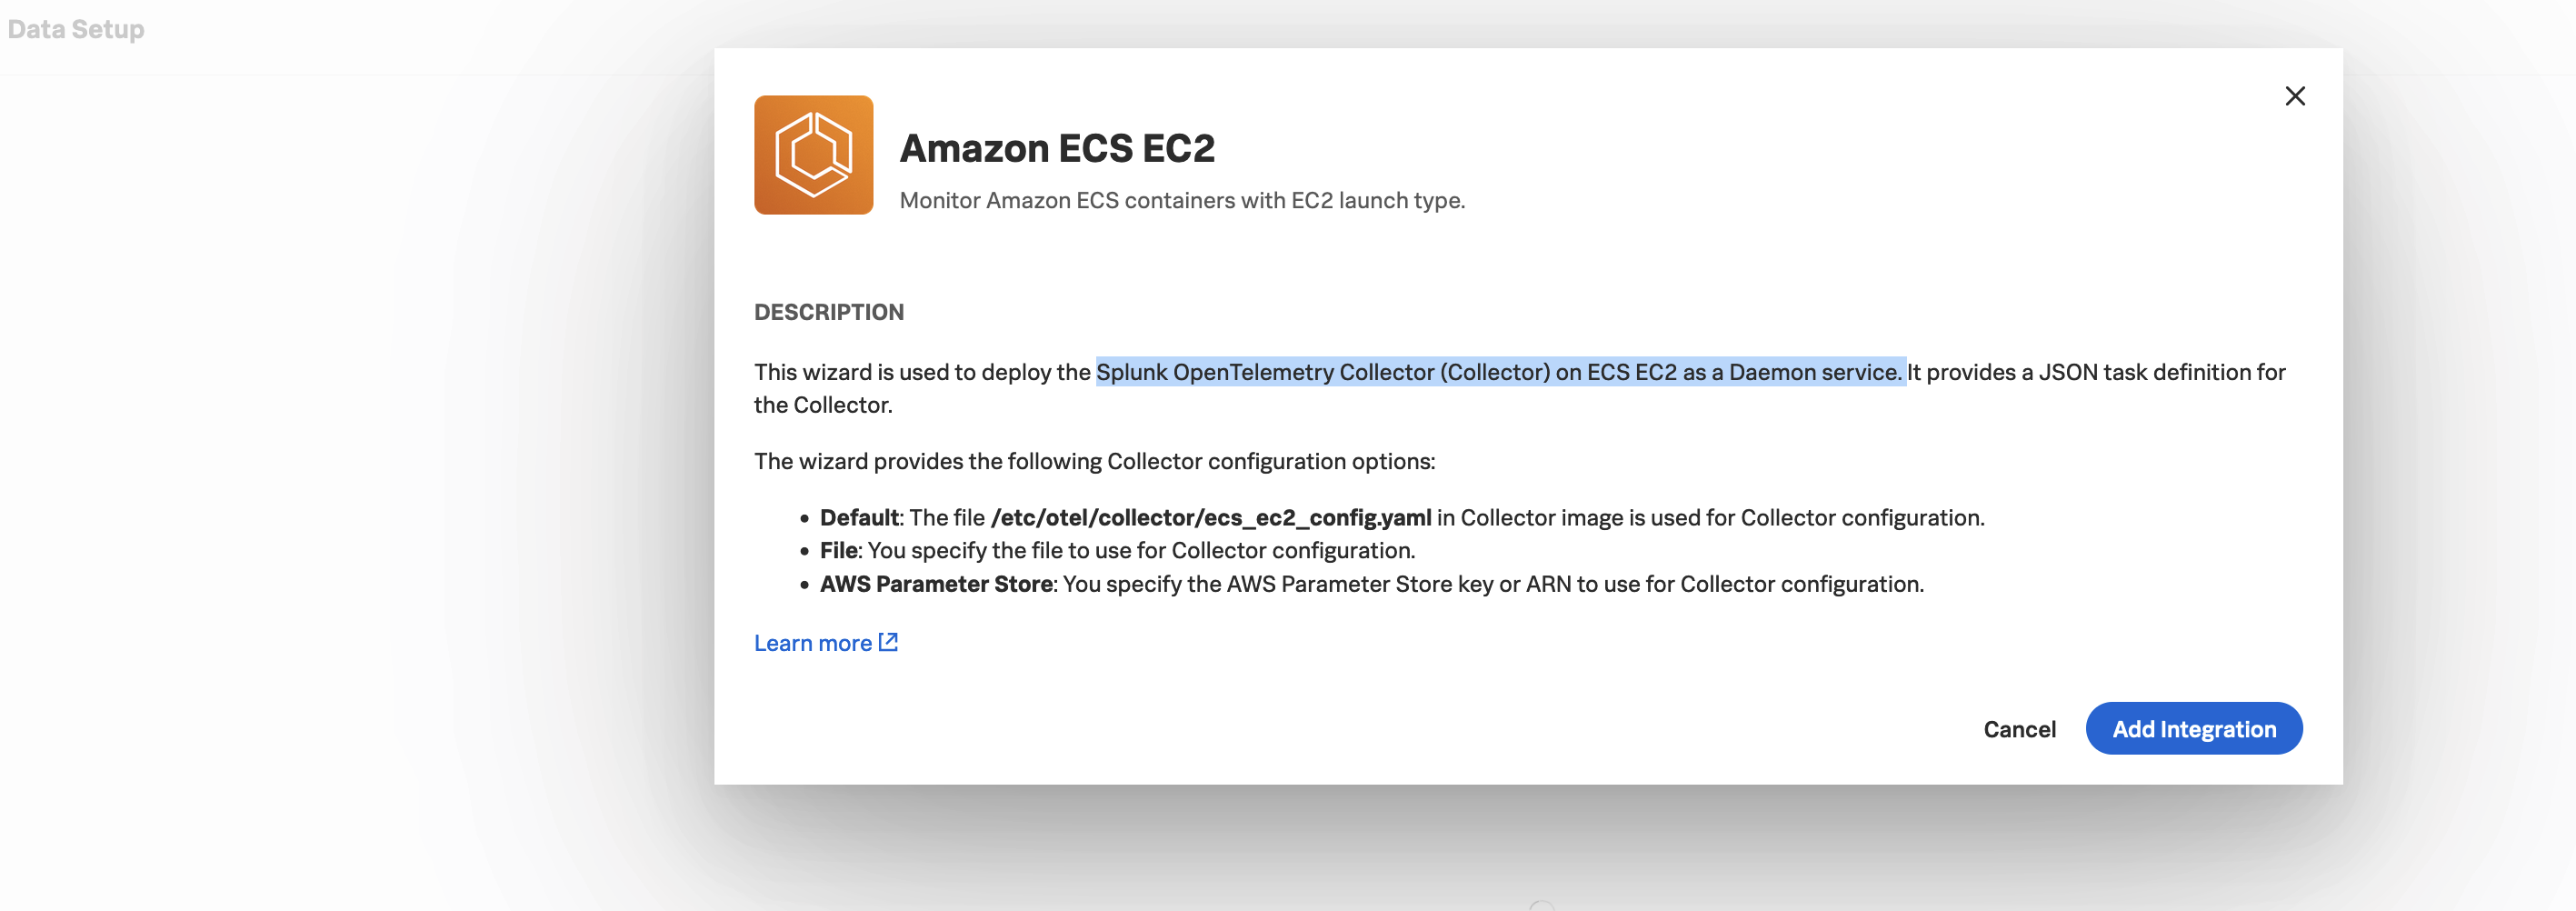 Data Setup
Amazon ECS EC2
Monitor Amazon ECS containers with EC2 launch type.
DESCRIPTION
This wizard is used to deploy the Splunk OpenTelemetry Collector (Collector) on ECS EC2 as a Daemon service. It provides a JSON task definition for
the Collector.
The wizard provides the following Collector configuration options:
• Default: The file /etc/otel/collector/ecs_ec2_config.yaml in Collector image is used for Collector configuration.
• File: You specify the file to use for Collector configuration.
• AWS Parameter Store: You specify the AWS Parameter Store key or ARN to use for Collector configuration.
Learn more
Cancel Add Integration